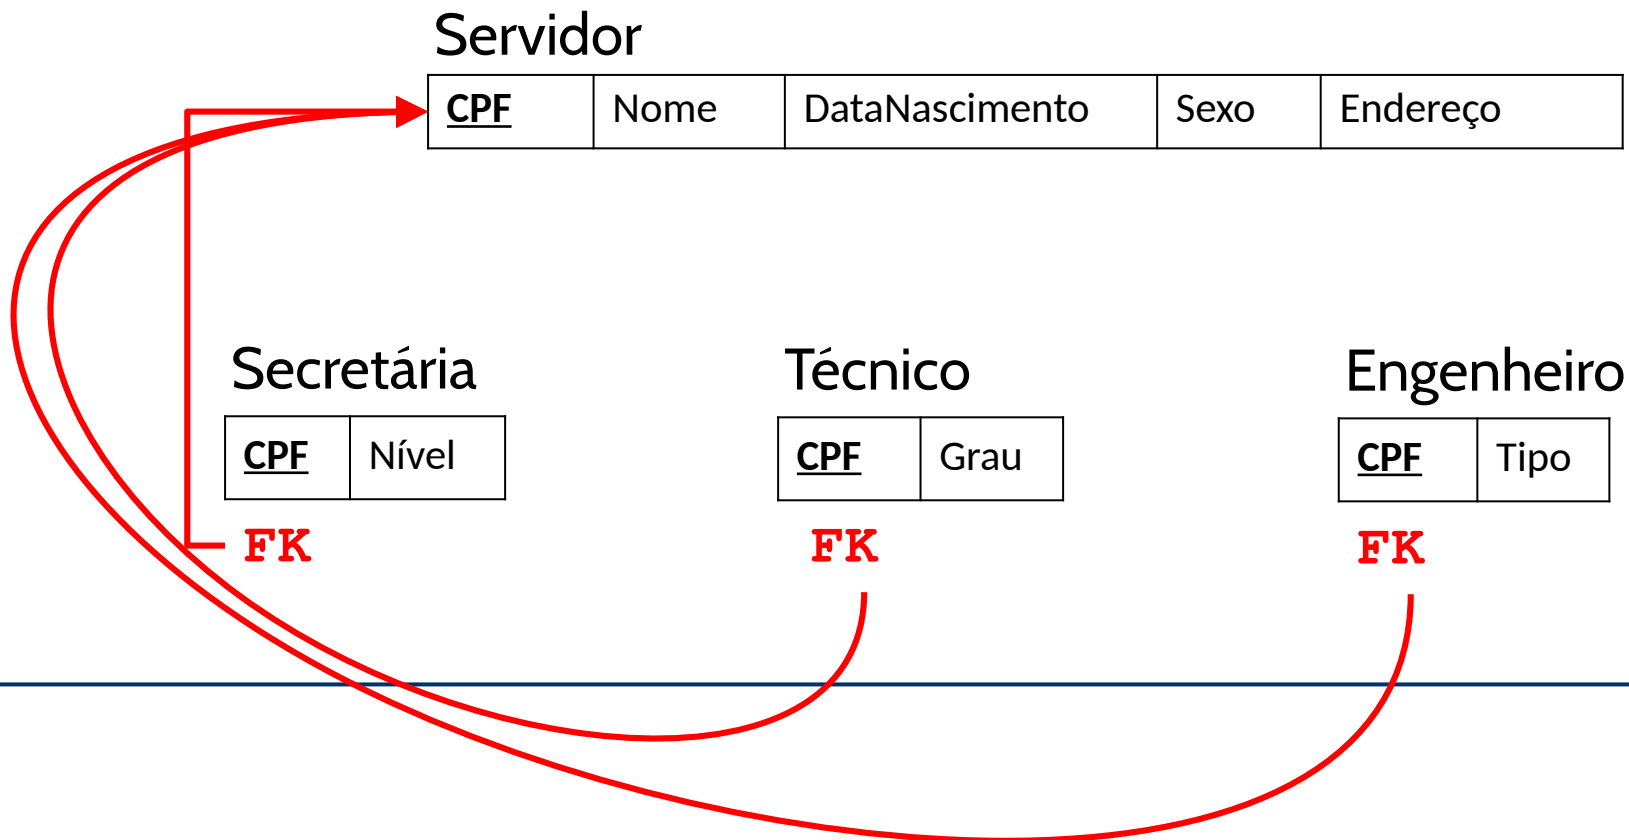 Servidor
CPF Nome DataNascimento Sexo Endereço
Secretária Técnico Engenheiro
CPF Nível CPF Grau CPF Tipo
FK FK FK